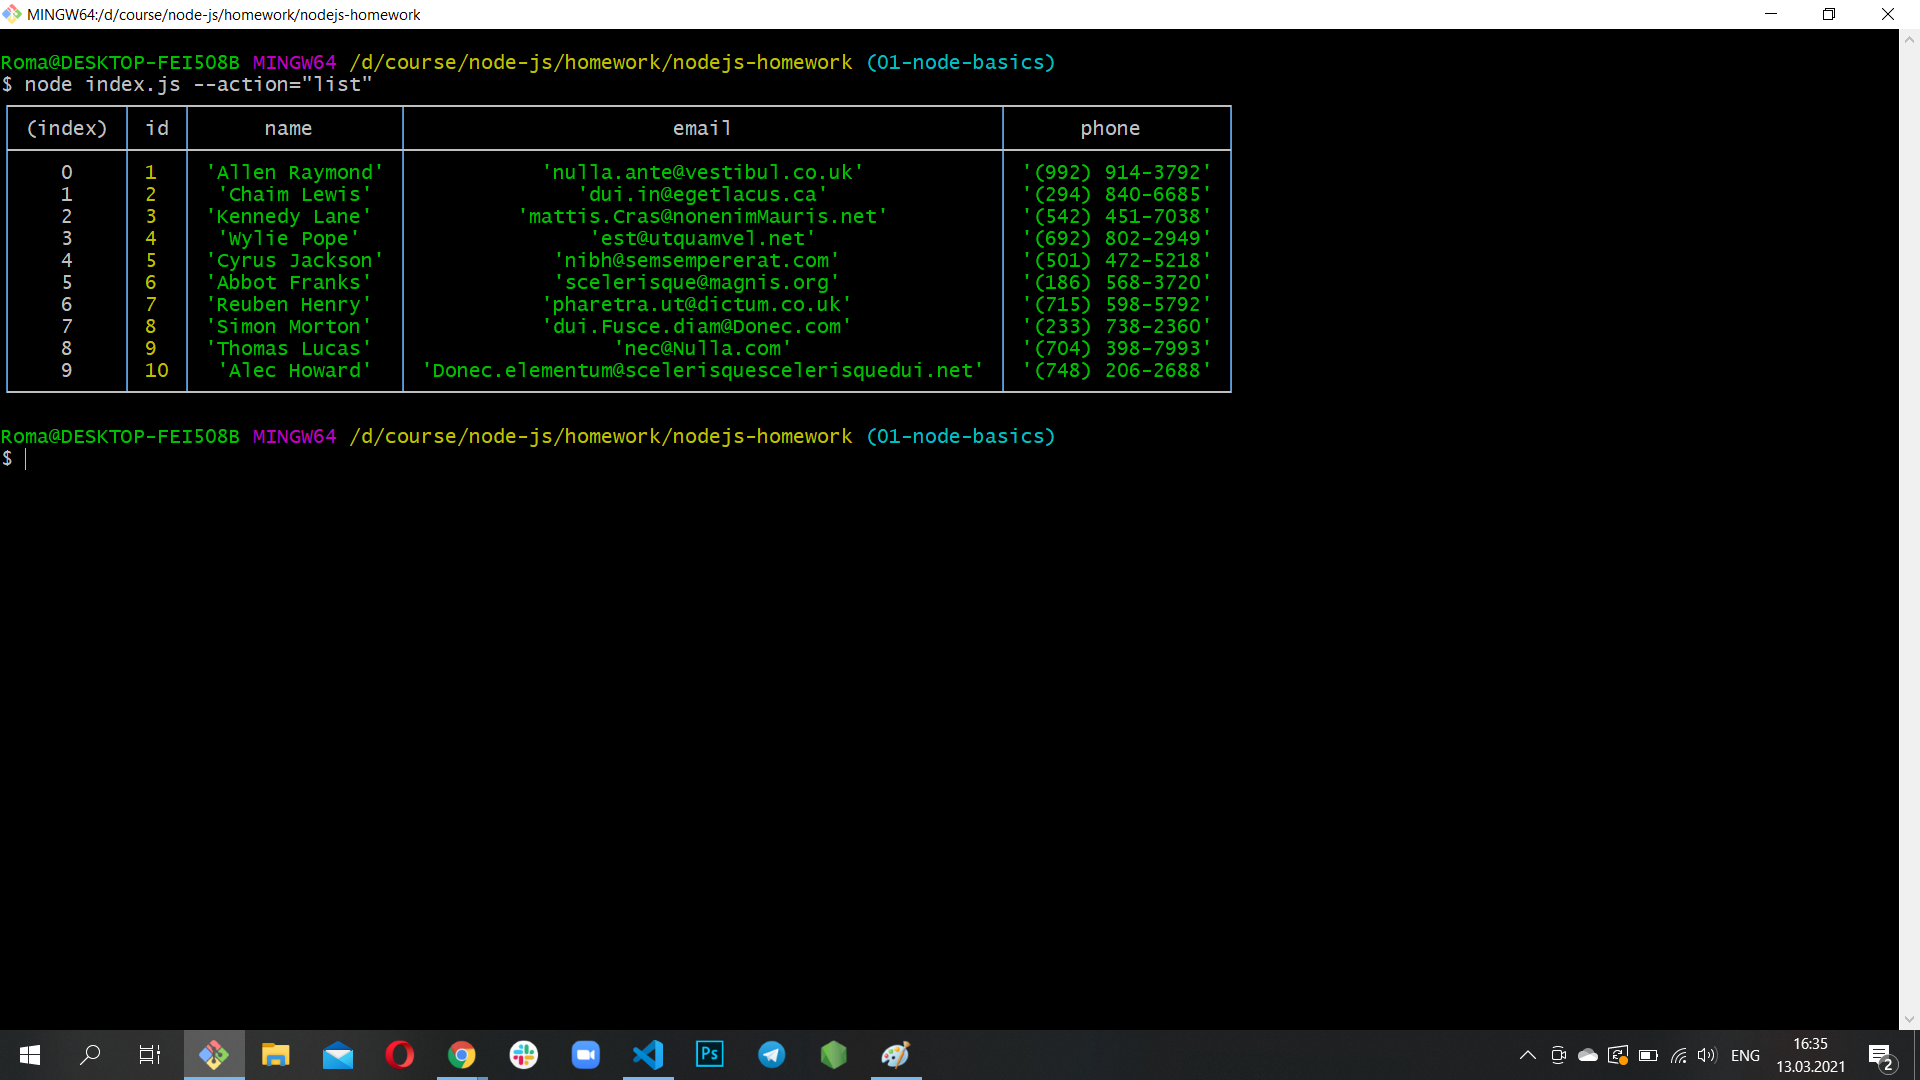 MINGW64:/d/course/node-js/homework/nodejs-homework
Roma@DESKTOP-FEI5O8B MINGW64 /d/course/node-js/homework/nodejs-homework (01-node-basics)
$ node index.js --action="list"
(index) id name email phone
0 1 'Allen Raymond' 'nulla.ante@vestibul.co.uk' '(992) 914-3792'
1 2 'Chaim Lewis' 'dui.in@egetlacus.ca' '(294) 840-6685'
2 3 'Kennedy Lane' 'mattis.Cras@nonenimMauris.net' '(542) 451-7038'
3 4 'Wylie Pope' 'est@utquamvel.net' '(692) 802-2949'
4 5 'Cyrus Jackson' 'nibh@semsempererat.com' '(501) 472-5218'
5 6 'Abbot Franks' 'scelerisque@magnis.org' '(186) 568-3720'
6 7 'Reuben Henry' 'pharetra.ut@dictum.co.uk' '(715) 598-5792'
7 8 'Simon Morton' 'dui.Fusce.diam@Donec.com' '(233) 738-2360'
8 9 'Thomas Lucas' 'nec@Nulla.com' '(704) 398-7993'
9 10 'Alec Howard' 'Donec.elementum@scelerisquescelerisquedui.net' '(748) 206-2688'
Roma@DESKTOP-FEI5O8B MINGW64 /d/course/node-js/homework/nodejs-homework (01-node-basics)
$
Ps
ENG
16:35
13.03.2021
2